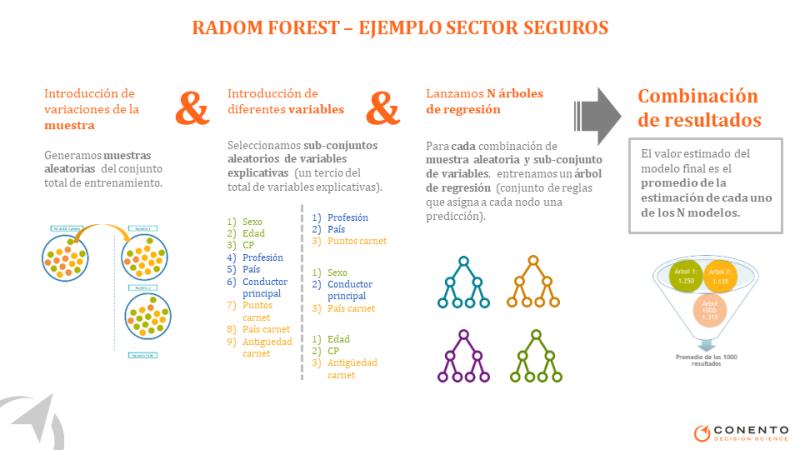 RADOM FOREST – EJEMPLO SECTOR SEGUROS
Introducción de
variaciones de la
muestra
Generamos muestras
aleatorias del conjunto
total de entrenamiento.
&
Introducción de
diferentes variables
Seleccionamos sub-conjuntos
aleatorios de variables
explicativas (un tercio del
total de variables explicativas).
1) Sexo
2) Edad
3) CP
4) Profesión
5) País
6) Conductor
principal
7) Puntos
carnet
8) País carnet
9) Antigüedad
carnet
1) Profesión
2) País
3) Puntos carnet
1) Sexo
2) Conductor
principal
3) País carnet
1) Edad
2) CP
3) Antigüedad
carnet
&
Lanzamos N árboles
de regresión
Para cada combinación de
muestra aleatoria y sub-conjunto
de variables, entrenamos un árbol
de regresión (conjunto de reglas
que asigna a cada nodo una
predicción).
Combinación
de resultados
El valor estimado del
modelo final es el
promedio de la
estimación de cada uno
de los N modelos.
Árbol 1:
1.250
Árbol 2:
1.135
Árbol
1000:
1.315
Promedio de los 1000
resultados
CONENTO
DECISION SCIENCE